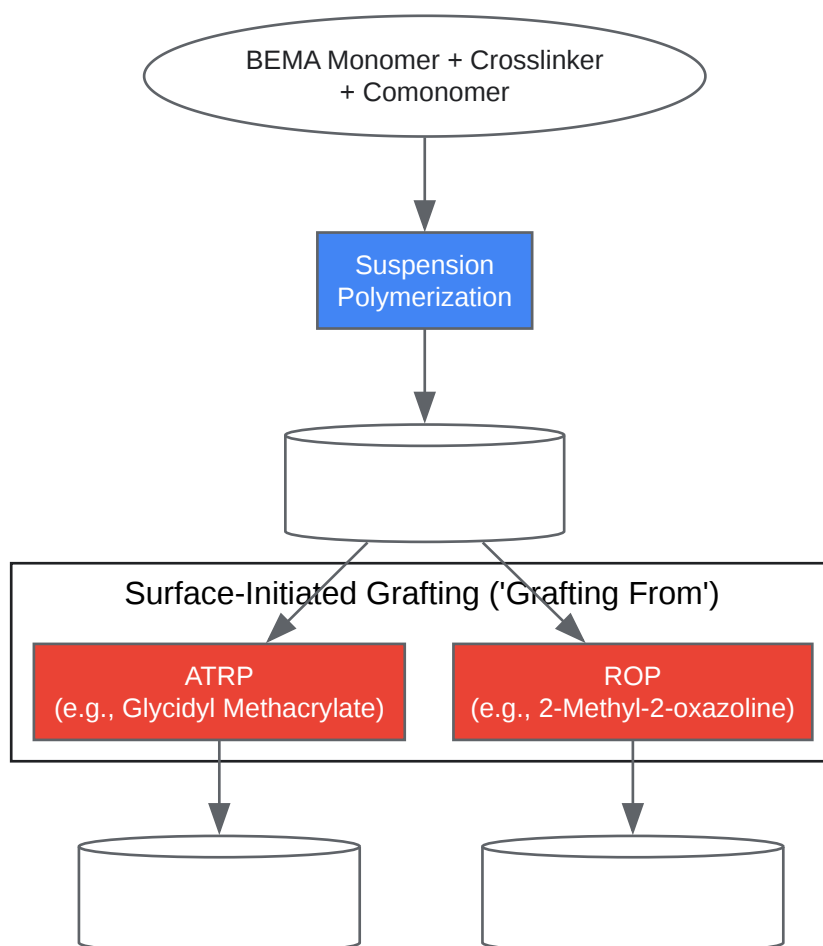 BEMA Monomer + Crosslinker
+ Comonomer
Suspension
Polymerization
Surface-Initiated Grafting ('Grafting From')
ATRP
(e.g., Glycidyl Methacrylate)
ROP
(e.g., 2-Methyl-2-oxazoline)